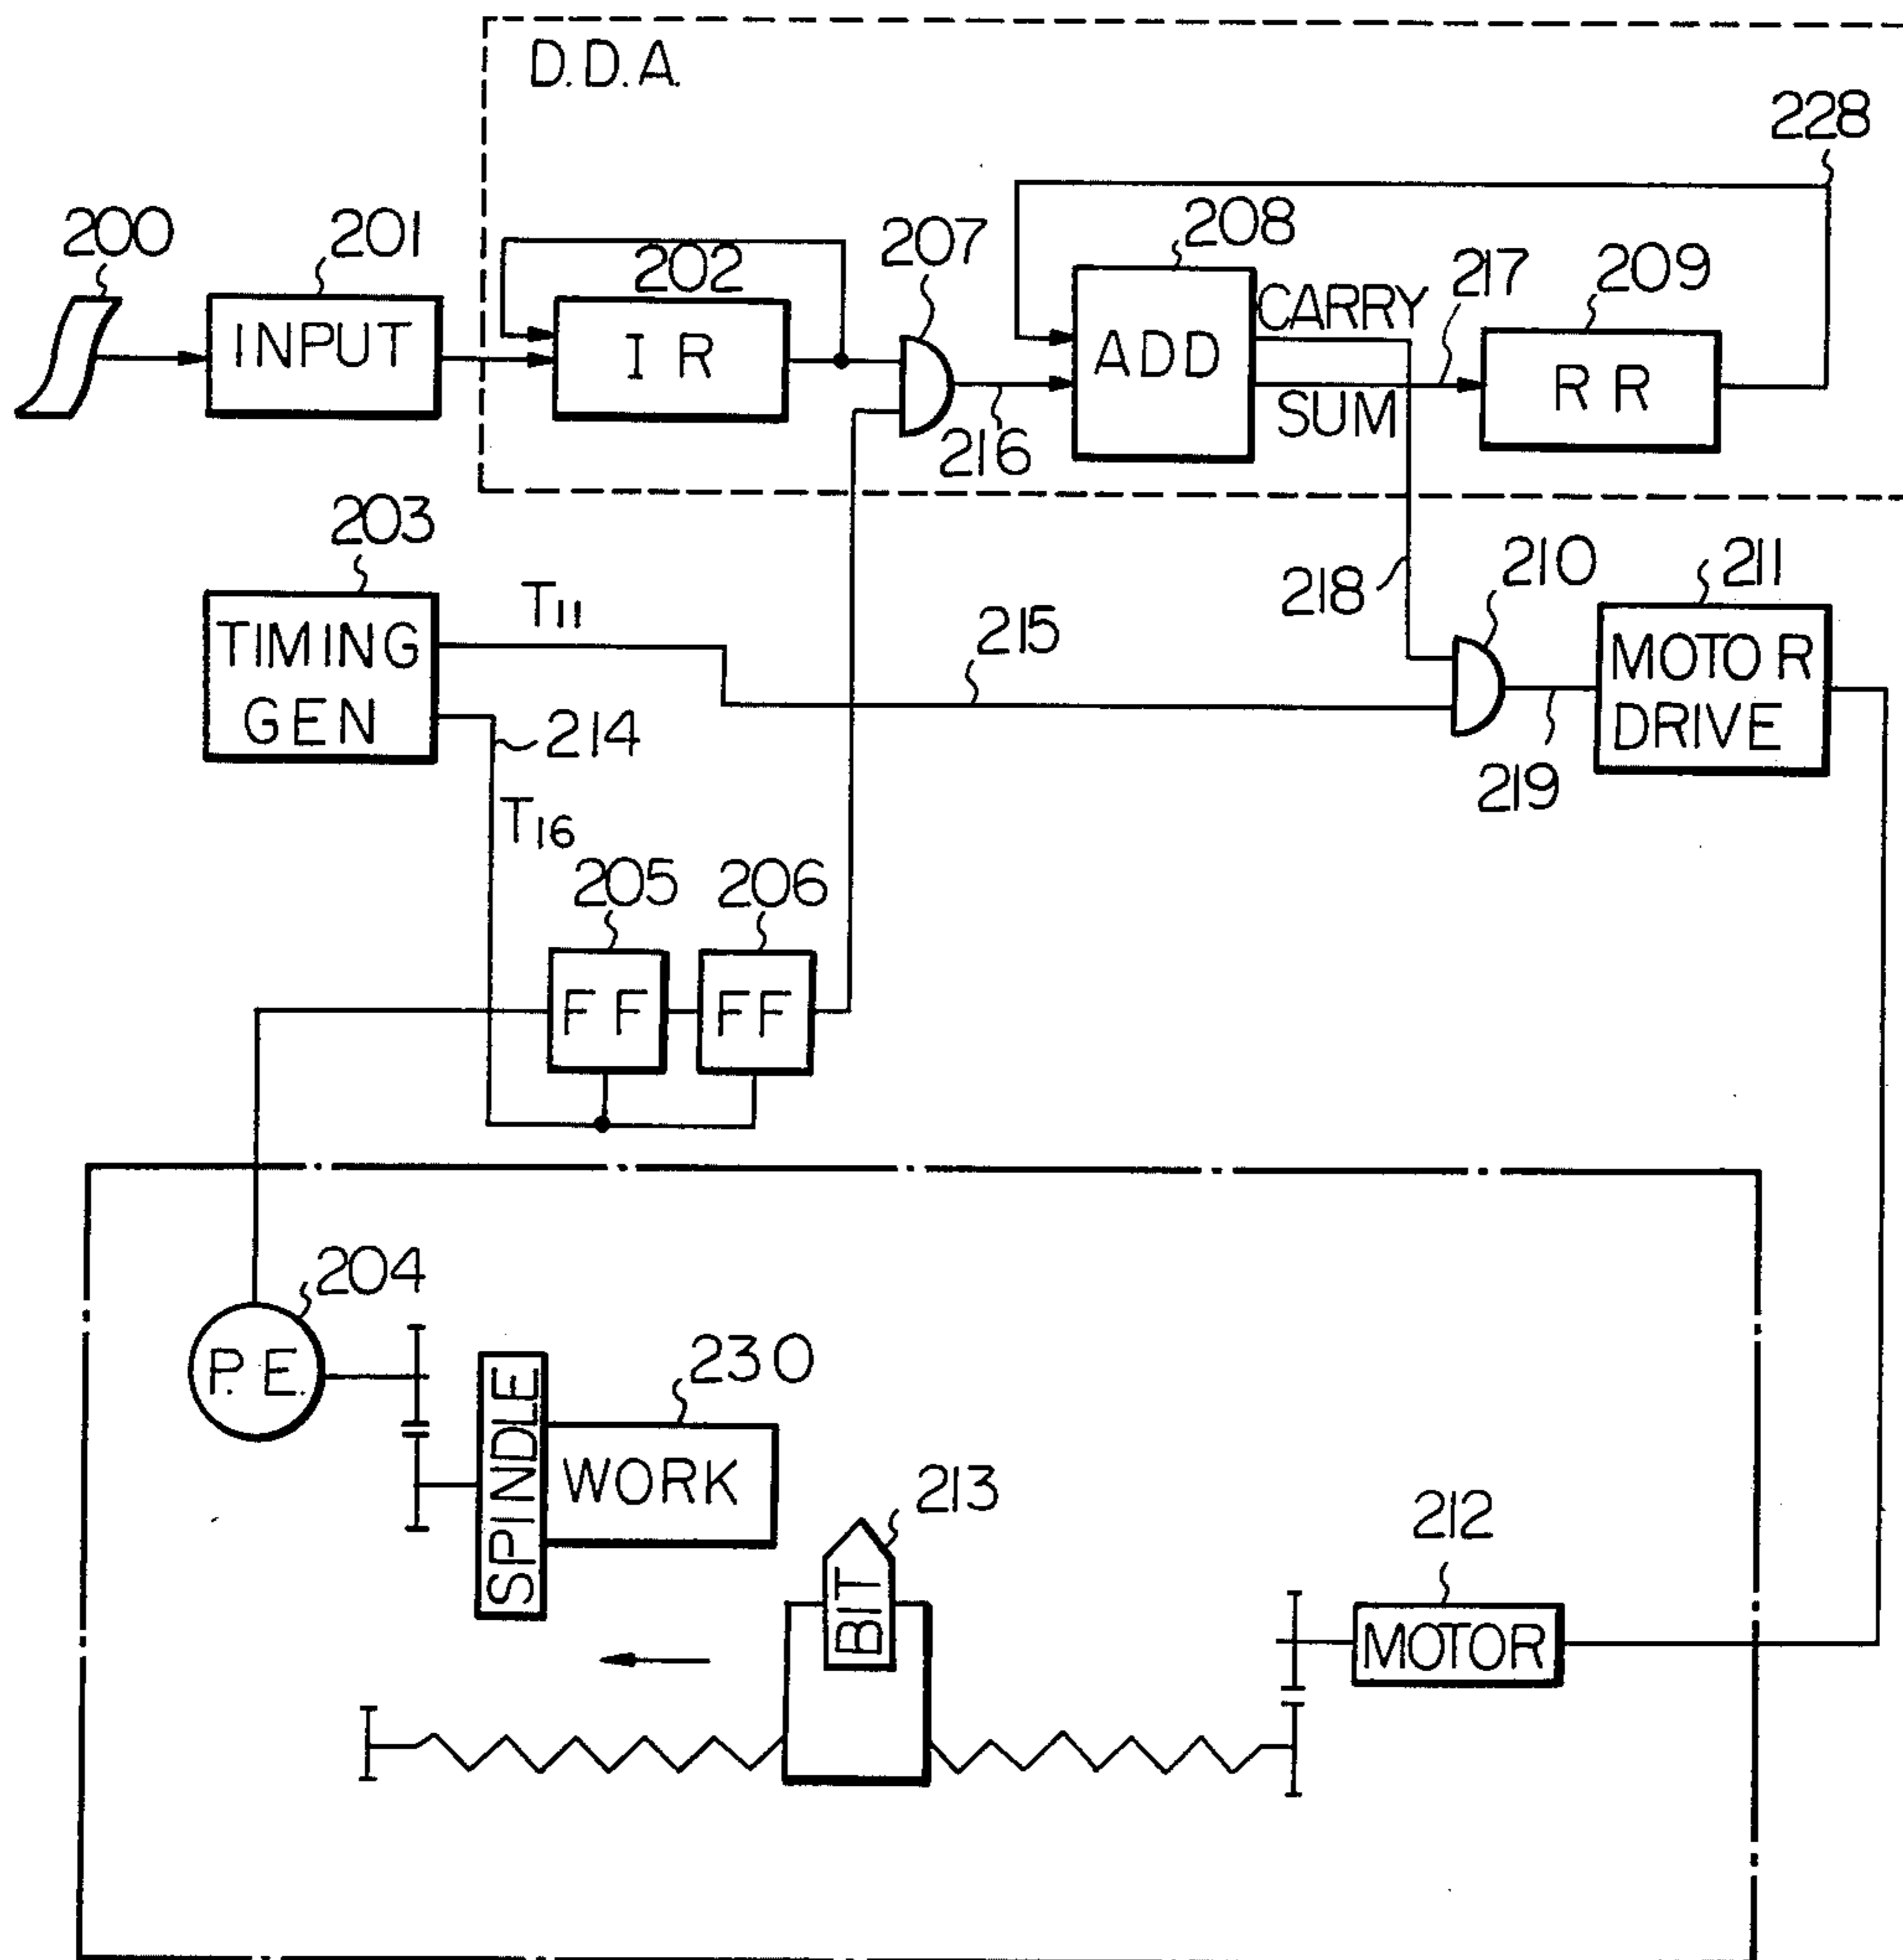 D.D.A.
228
200
201
202
207
208
217
209
INPUT
I R
ADD
CARRY
SUM
R R
216
203
T11
218
210
211
TIMING
GEN
215
MOTOR
DRIVE
214
219
T16
205
206
F F
F F
204
P. E.
230
SPINDLE
WORK
213
BIT
212
MOTOR